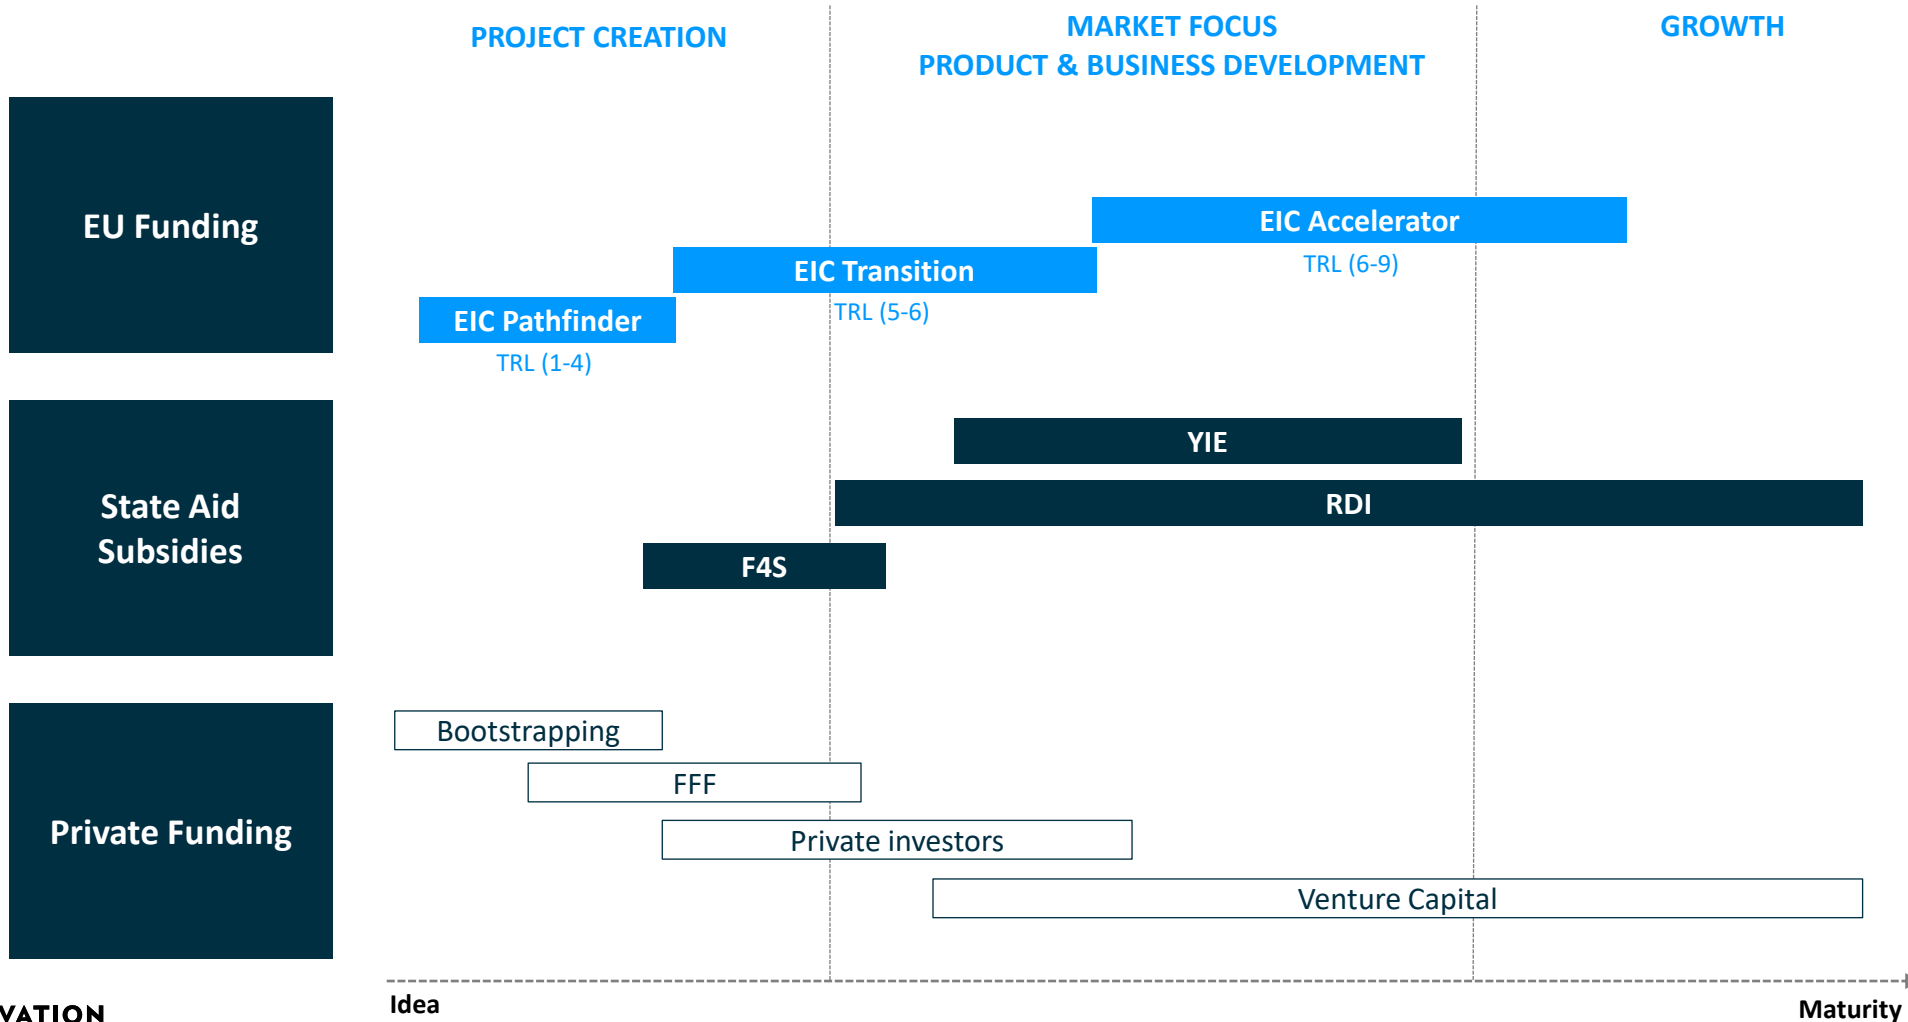 PROJECT CREATION
MARKET FOCUS
PRODUCT & BUSINESS DEVELOPMENT
GROWTH
EU Funding
EIC Accelerator
TRL (6-9)
EIC Transition
TRL (5-6)
EIC Pathfinder
TRL (1-4)
State Aid
Subsidies
YIE
RDI
F4S
Private Funding
Bootstrapping
FFF
Private investors
Venture Capital
Idea
Maturity
VATION